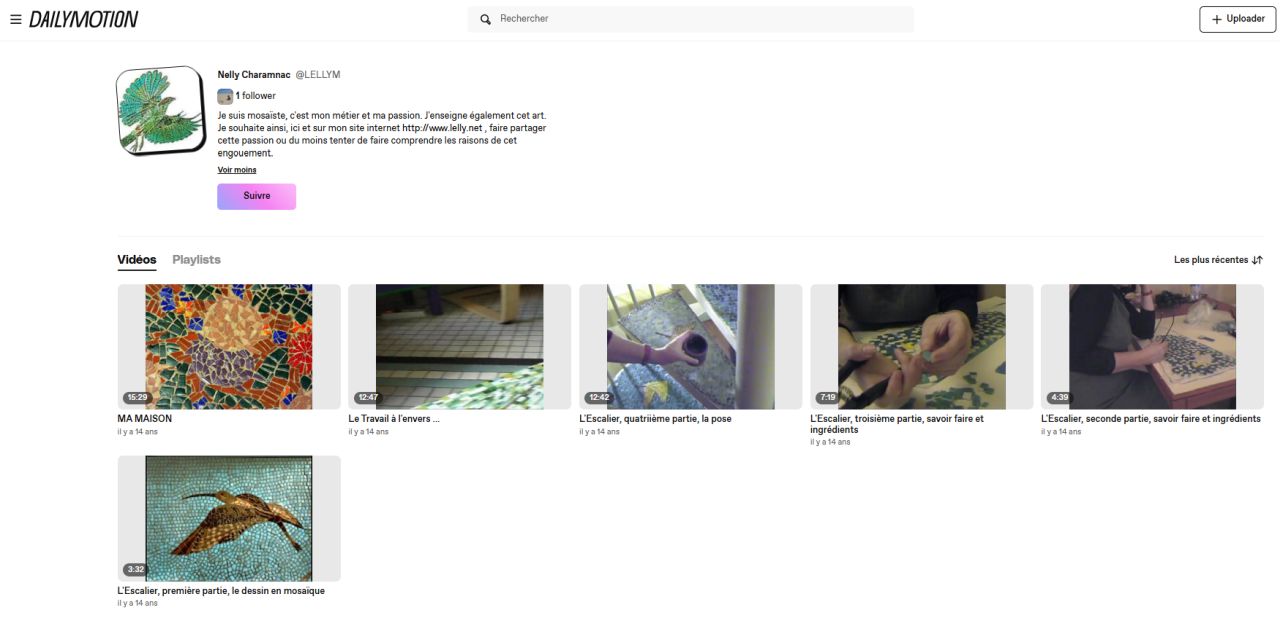 DAILYMOTION
Rechercher
Uploader
Nelly Charamnac @LELLYM
1 follower
Je suis mosaïste, c'est mon métier et ma passion. J'enseigne également cet art.
Je souhaite ainsi, ici et sur mon site internet http://www.lelly.net , faire partager
cette passion ou du moins tenter de faire comprendre les raisons de cet
engouement.
Voir moins
Suivre
Vidéos Playlists
Les plus récentes
15:29
MA MAISON
il y a 14 ans
12:47
Le Travail à l'envers ...
il y a 14 ans
12:42
L'Escalier, quatriième partie, la pose
il y a 14 ans
7:19
L'Escalier, troisième partie, savoir faire et
ingrédients
il y a 14 ans
4:39
L'Escalier, seconde partie, savoir faire et ingrédients
il y a 14 ans
3:32
L'Escalier, première partie, le dessin en mosaïque
il y a 14 ans